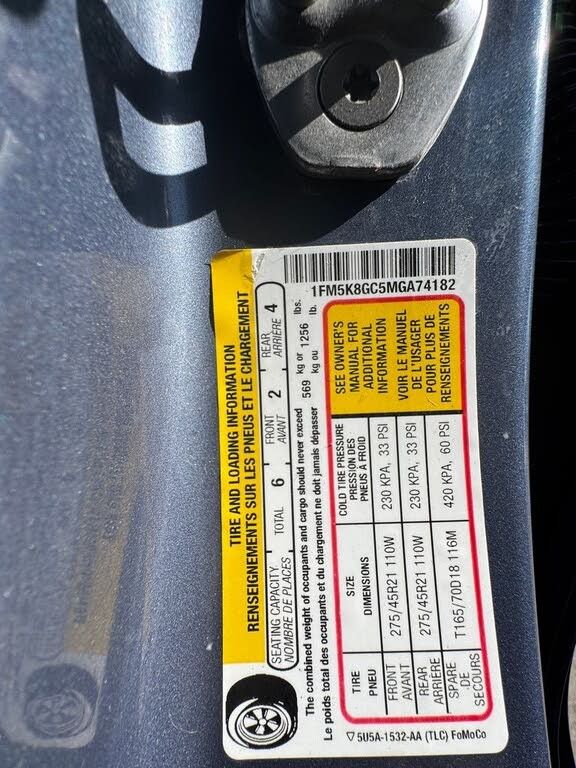 1FM5K8GC5MGA74182
TIRE AND LOADING INFORMATION
RENSEIGNEMENTS SUR LES PNEUS ET LE CHARGEMENT
SEATING CAPACITY TOTAL 6 FRONT 2 REAR 4
NOMBRE DE PLACES AVANT ARRIÈRE
The combined weight of occupants and cargo should never exceed 569 kg or 1256 lbs.
Le poids total des occupants et du chargement ne doit jamais dépasser kg ou lb.
TIRE SIZE COLD TIRE PRESSURE
PNEU DIMENSIONS PRESSION DES
PNEUS À FROID
FRONT 275/45R21 110W 230 KPA, 33 PSI
AVANT
REAR 275/45R21 110W 230 KPA, 33 PSI
ARRIÈRE
SPARE T165/70D18 116M 420 KPA, 60 PSI
DE
SECOURS
SEE OWNER'S
MANUAL FOR
ADDITIONAL
INFORMATION
VOIR LE MANUEL
DE L'USAGER
POUR PLUS DE
RENSEIGNEMENTS
5U5A-1532-AA (TLC) FoMoCo